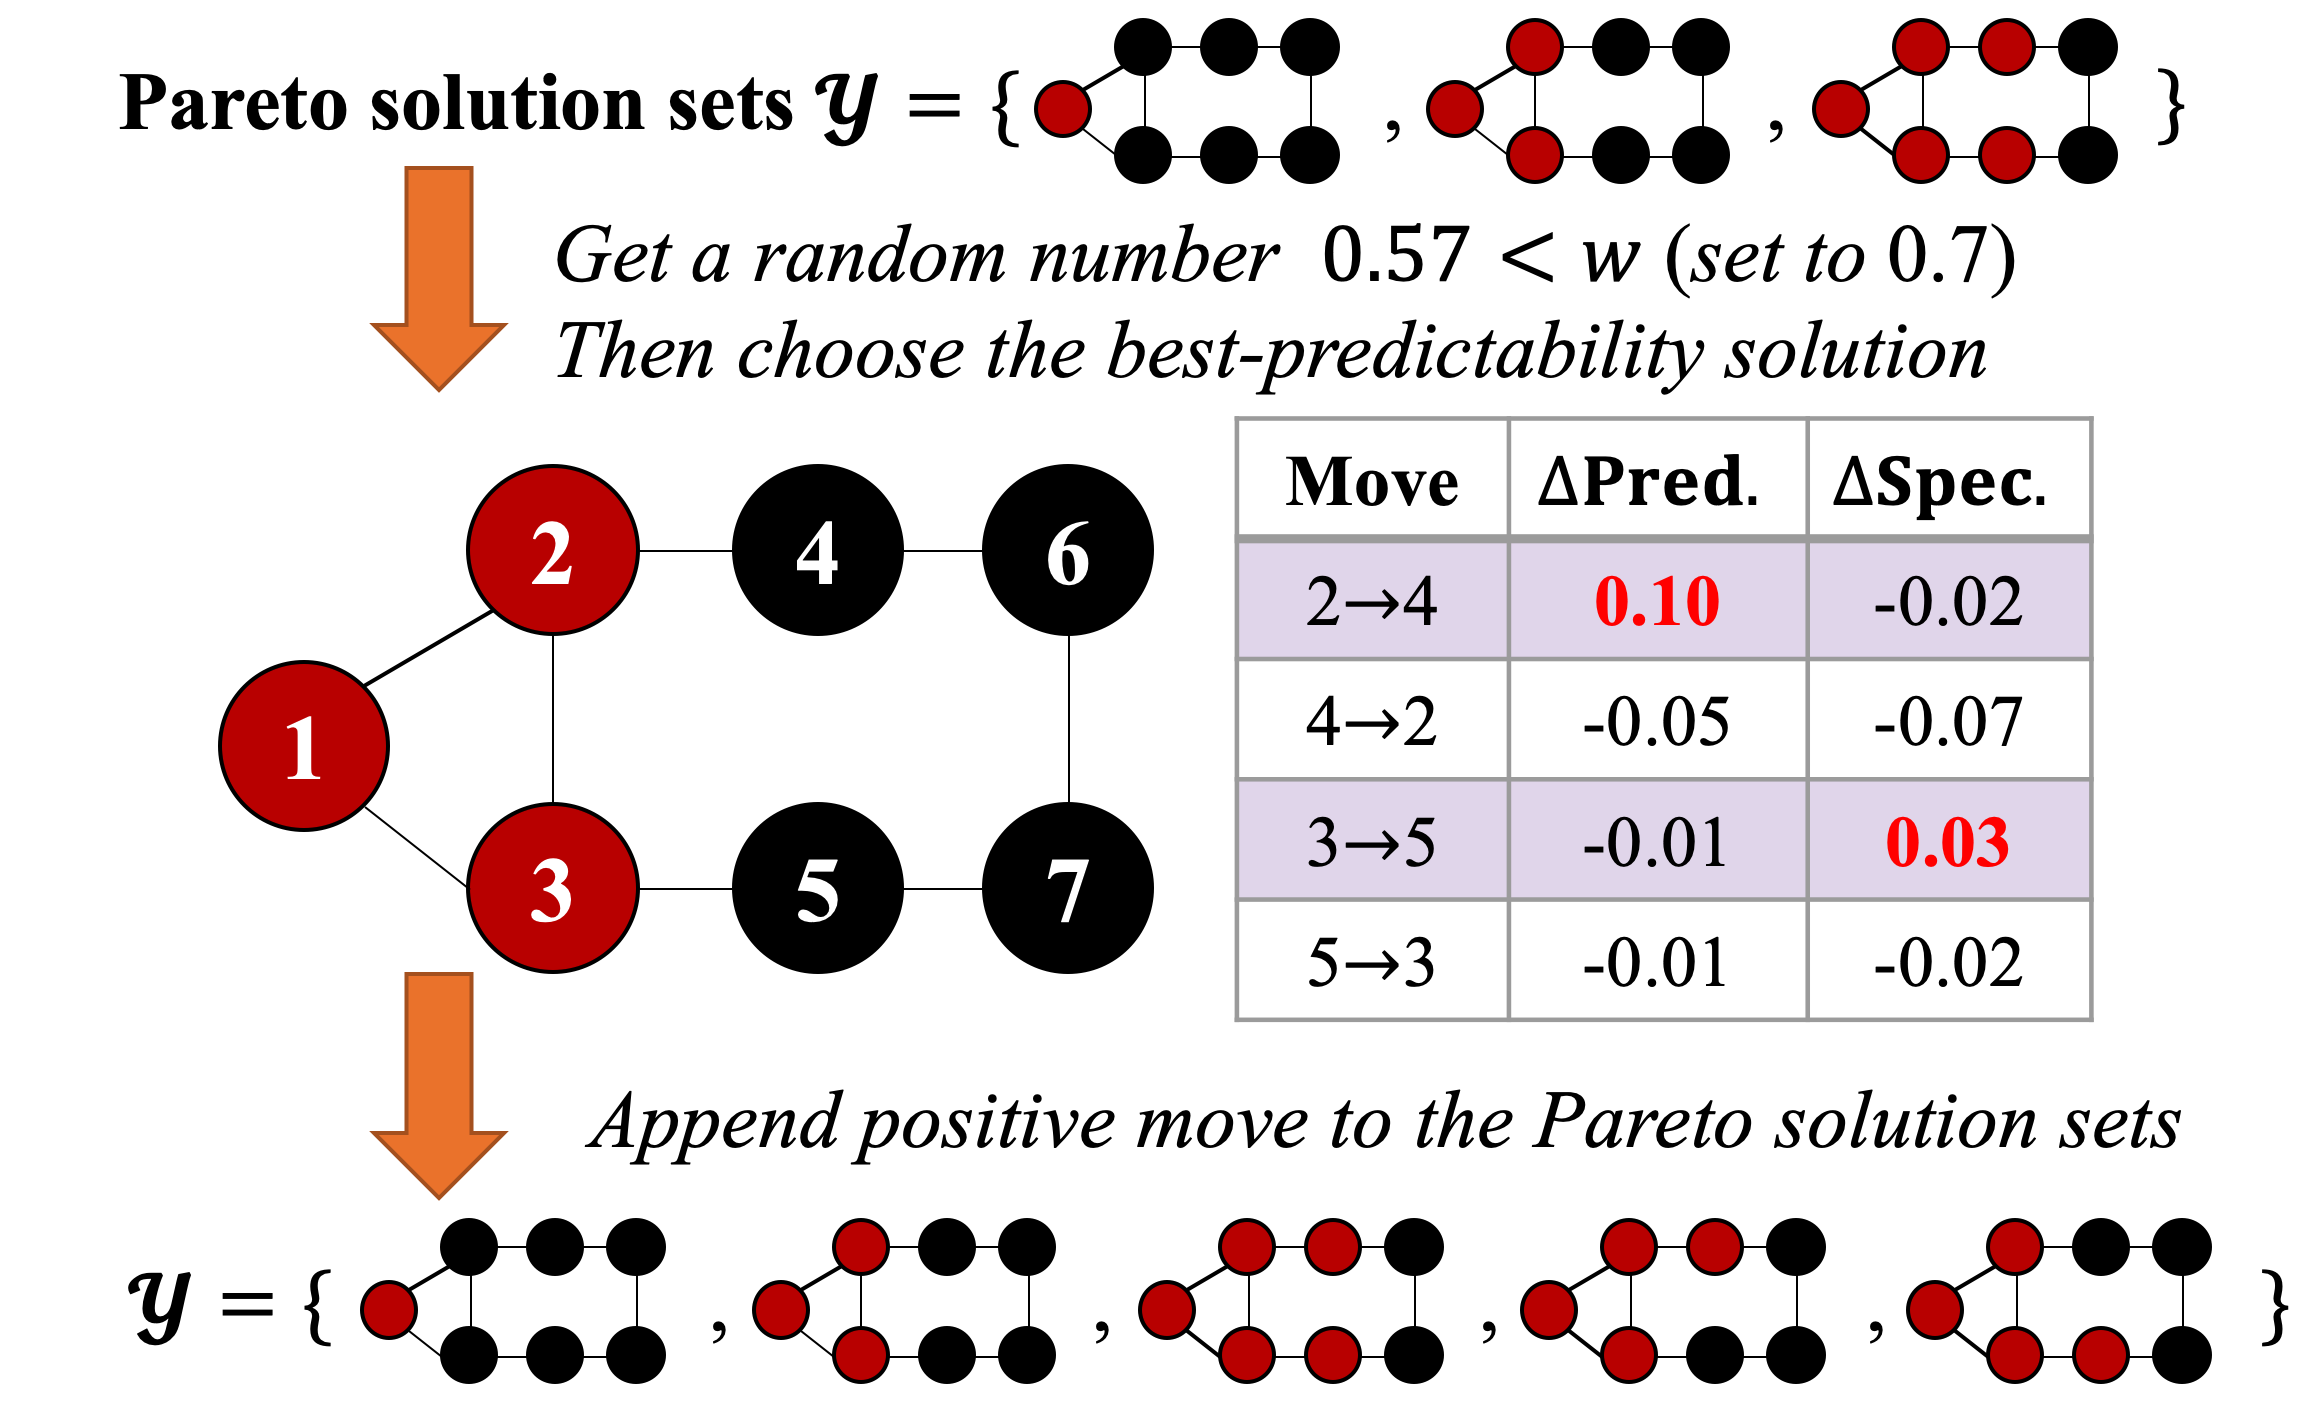 Pareto solution sets 𝒴 = { , , }
Get a random number 0.57 < w (set to 0.7)
Then choose the best-predictability solution
Move ΔPred. ΔSpec.
2→4 0.10 -0.02
4→2 -0.05 -0.07
3→5 -0.01 0.03
5→3 -0.01 -0.02
2 4 6
1
3 5 7
Append positive move to the Pareto solution sets
𝒴 = { , , , , }